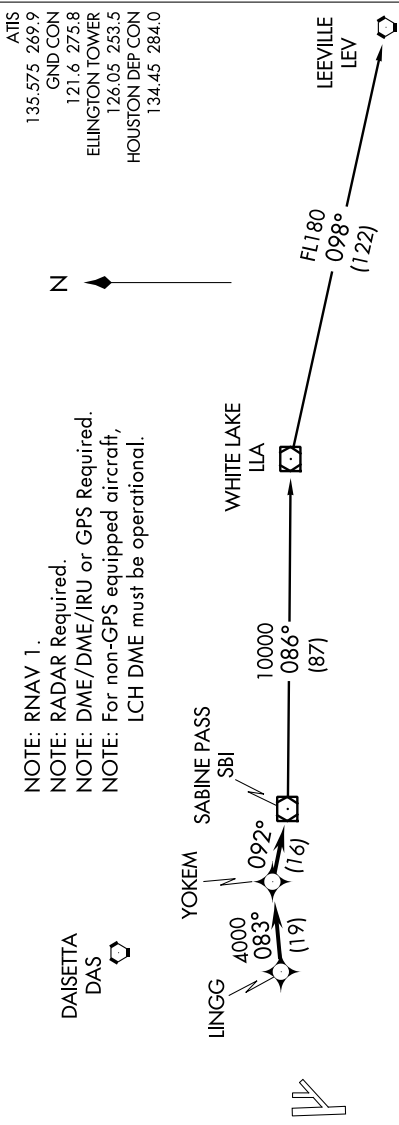 ATIS
135.575 269.9
GND CON
121.6 275.8
ELLINGTON TOWER
126.05 253.5
HOUSTON DEP CON
134.45 284.0
N
NOTE: RNAV 1.
NOTE: RADAR Required.
NOTE: DME/DME/IRU or GPS Required.
NOTE: For non-GPS equipped aircraft,
LCH DME must be operational.
DAISETTA
DAS
LINGG
4000
083°
(19)
YOKEM
092°
(16)
SABINE PASS
SBI
10000
086°
(87)
WHITE LAKE
LLA
FL180
098°
(122)
LEEVILLE
LEV